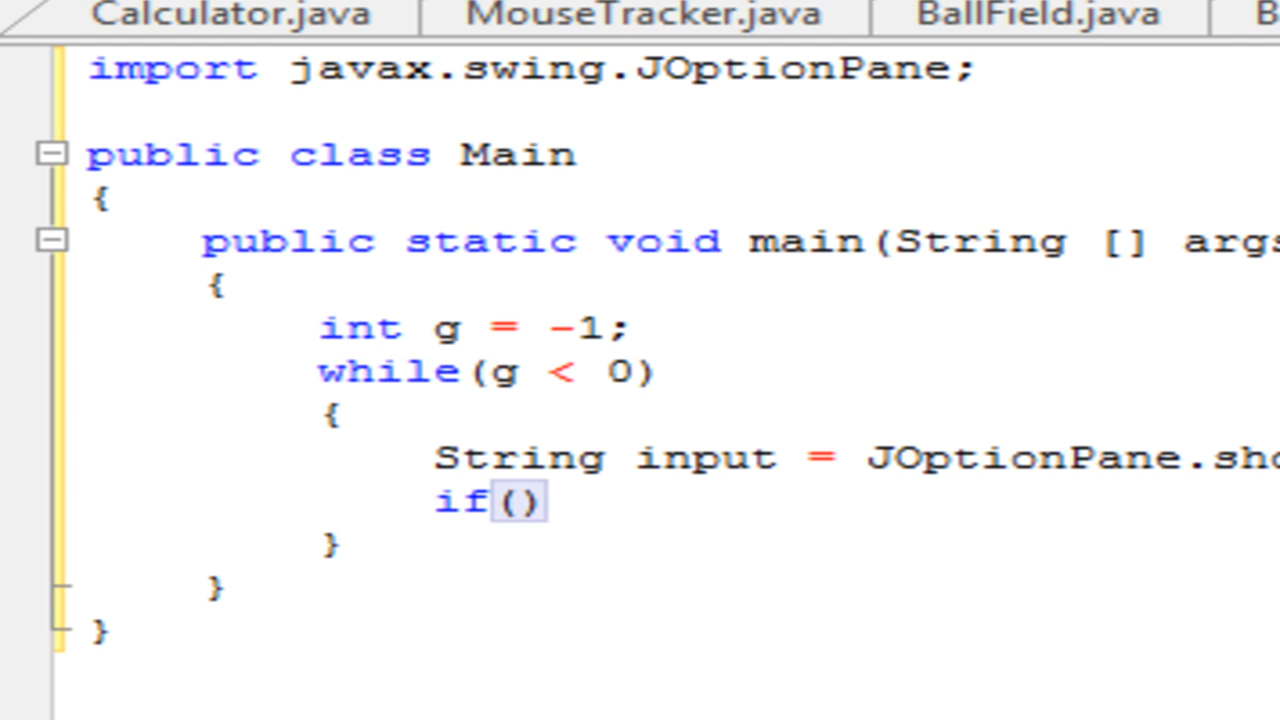 Calculator.java MouseTracker.java BallField.java B
import javax.swing.JOptionPane;
public class Main
{
public static void main(String [] args
{
int g = -1;
while(g < 0)
{
String input = JOptionPane.sho
if()
}
}
}